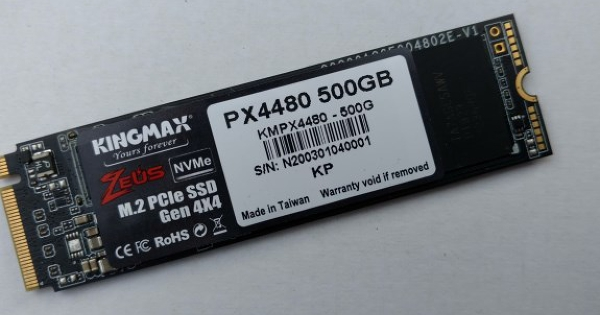 KINGMAX
Yours forever
ZEUS NVMe
M.2 PCIe SSD
Gen 4X4
CE FC RoHS
PX4480 500GB
KMPX4480 - 500G
S/N: N200301040001
KP
Made in Taiwan Warranty void if removed